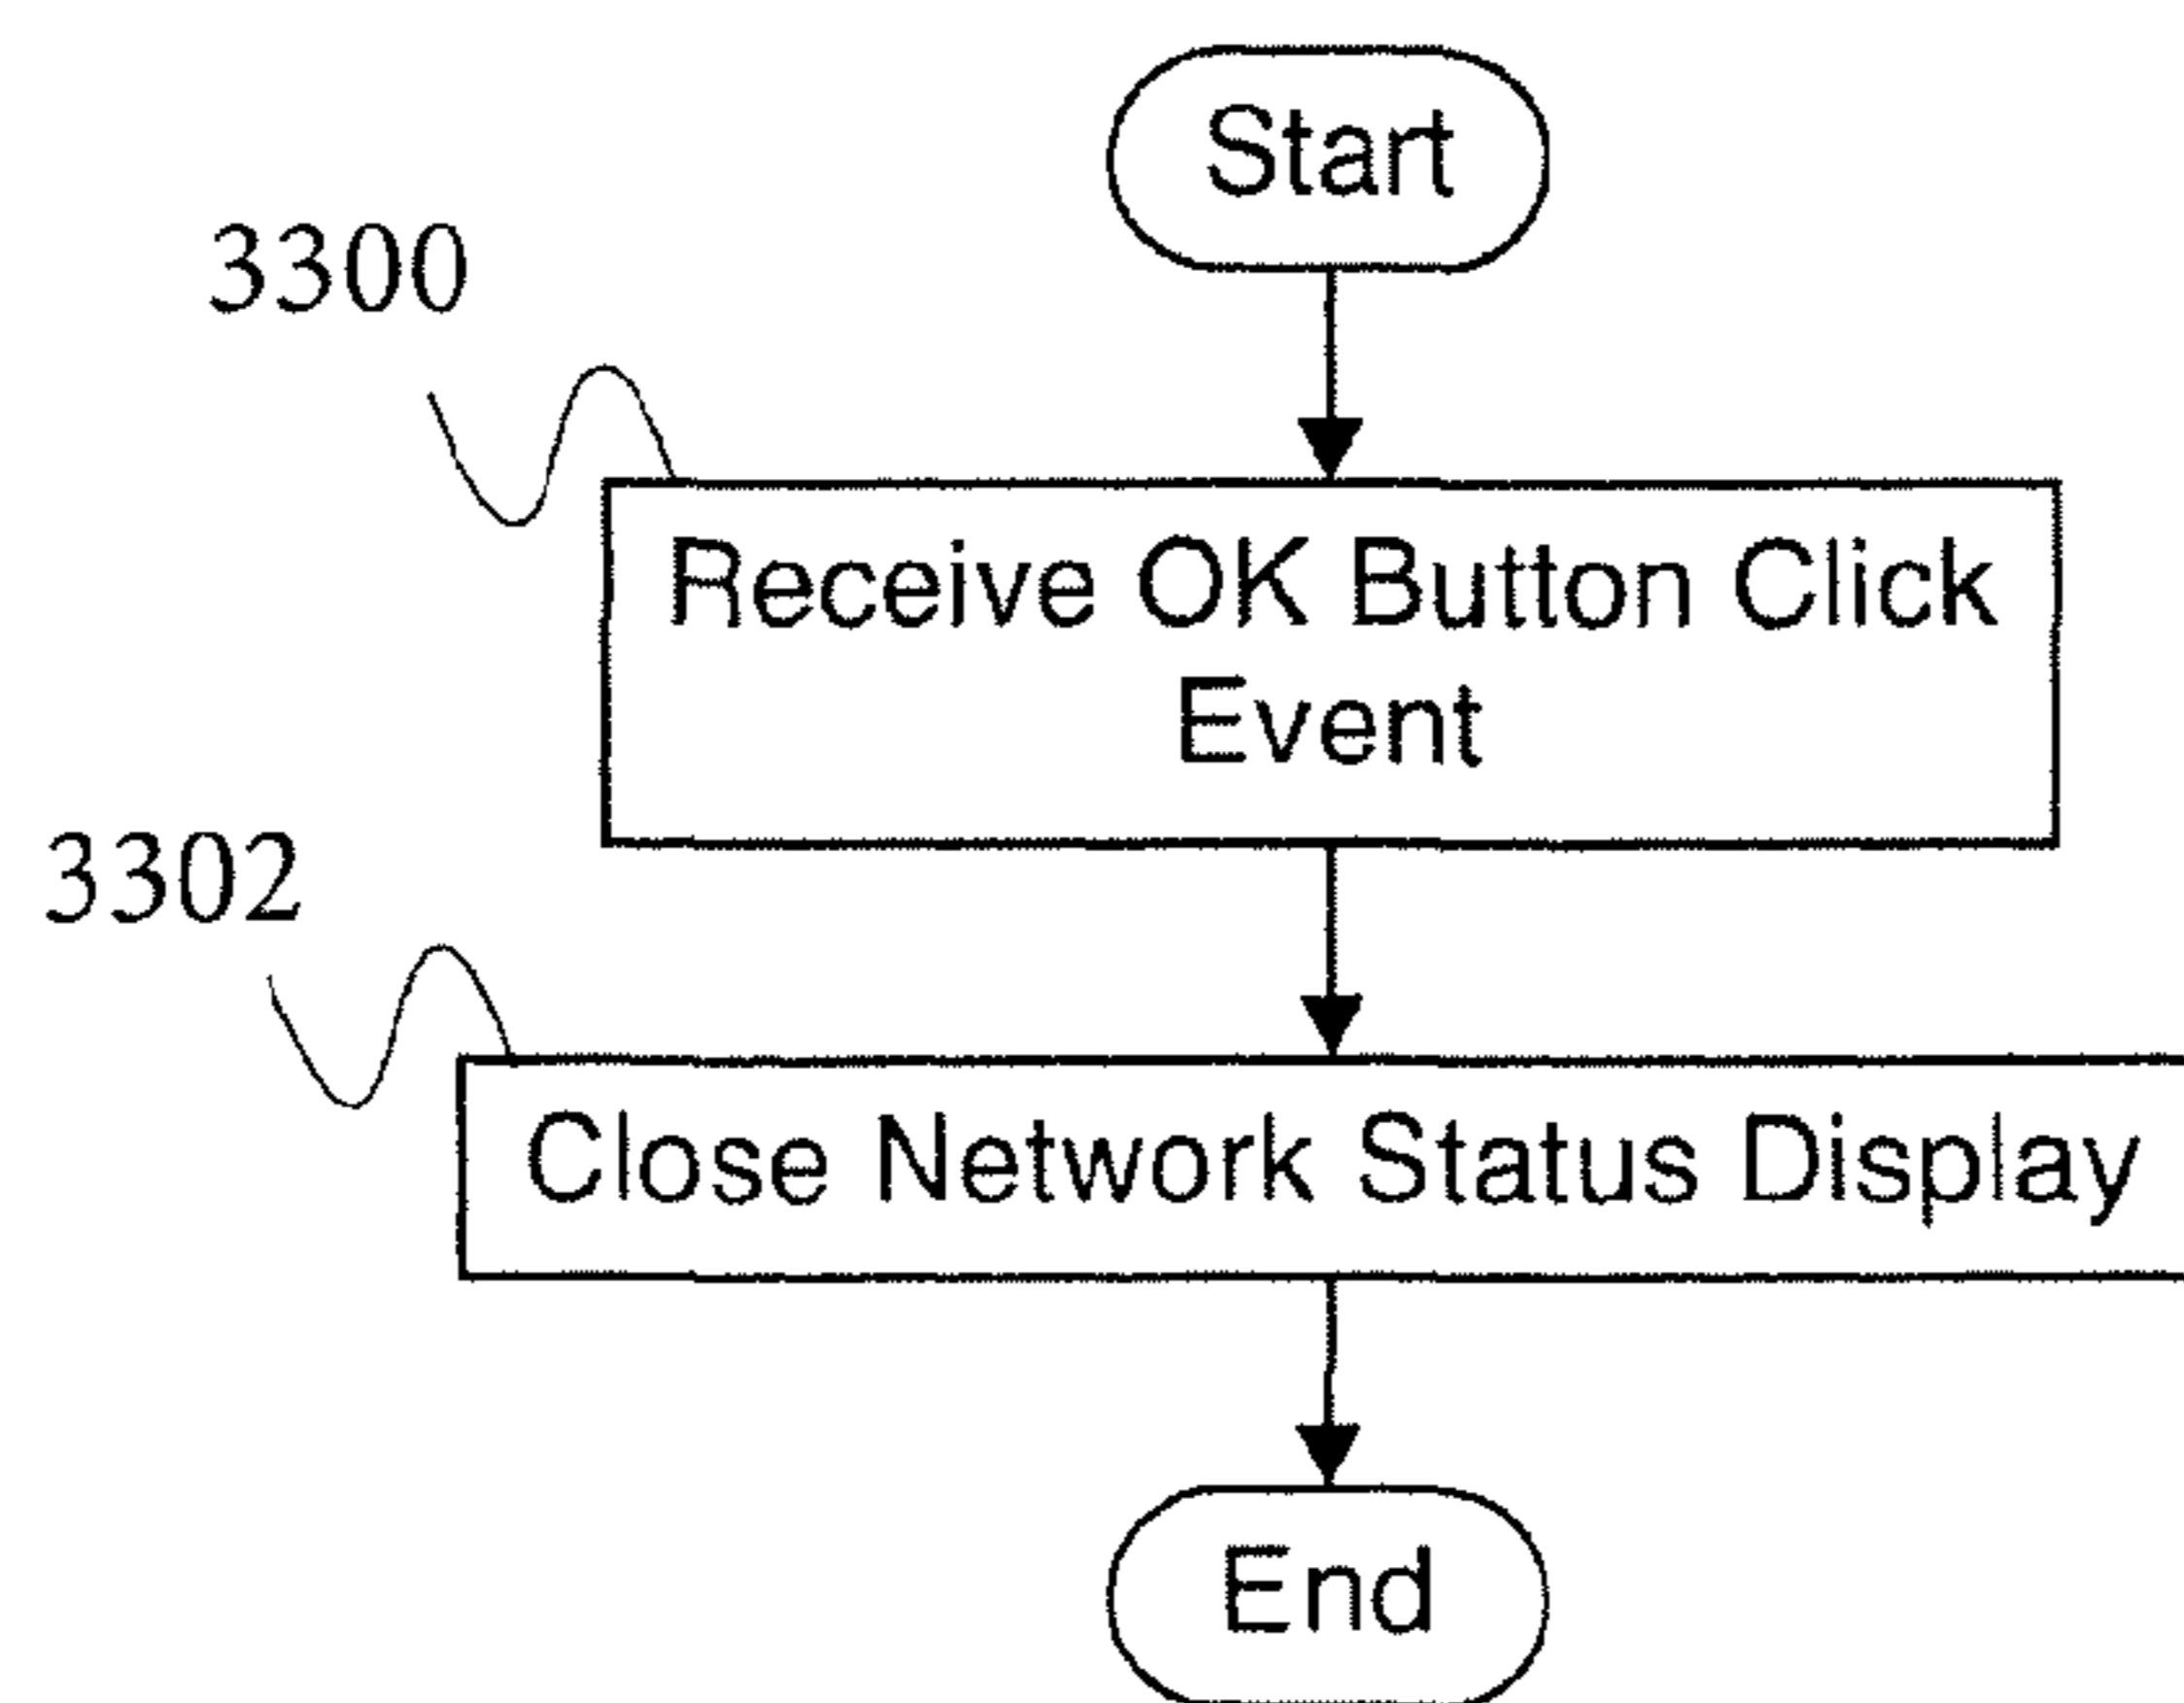 Start
3300
Receive OK Button Click
Event
3302
Close Network Status Display
End